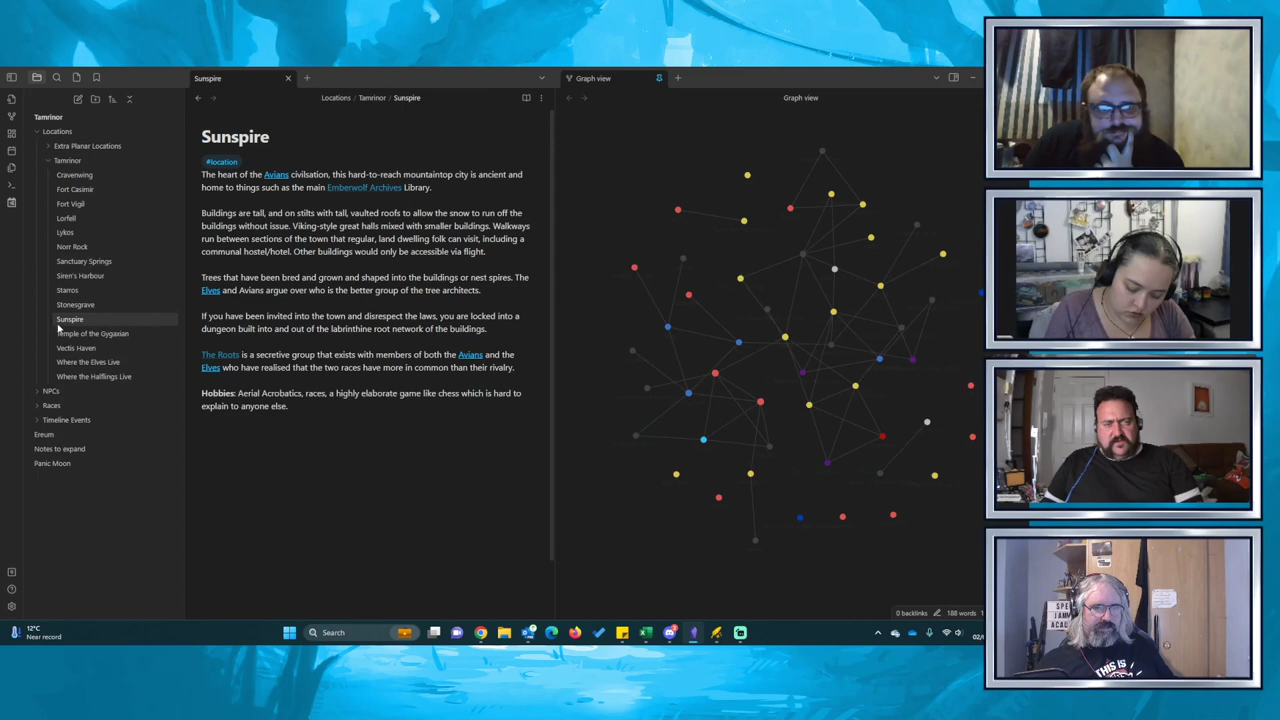 Sunspire
Graph view
Locations / Tamrinor / Sunspire
Graph view
Tamrinor
Locations
Extra Planar Locations
Tamrinor
Cravenwing
Fort Casimir
Fort Vigil
Lorfell
Lykos
Norr Rock
Sanctuary Springs
Siren's Harbour
Starros
Stonesgrave
Sunspire
Temple of the Gygaxian
Vectis Haven
Where the Elves Live
Where the Halflings Live
NPCs
Races
Timeline Events
Ereum
Notes to expand
Panic Moon
Sunspire
#location
The heart of the Avians civilsation, this hard-to-reach mountaintop city is ancient and
home to things such as the main Emberwolf Archives Library.
Buildings are tall, and on stilts with tall, vaulted roofs to allow the snow to run off the
buildings without issue. Viking-style great halls mixed with smaller buildings. Walkways
run between sections of the town that regular, land dwelling folk can visit, including a
communal hostel/hotel. Other buildings would only be accessible via flight.
Trees that have been bred and grown and shaped into the buildings or nest spires. The
Elves and Avians argue over who is the better group of the tree architects.
If you have been invited into the town and disrespect the laws, you are locked into a
dungeon built into and out of the labrinthine root network of the buildings.
The Roots is a secretive group that exists with members of both the Avians and the
Elves who have realised that the two races have more in common than their rivalry.
Hobbies: Aerial Acrobatics, races, a highly elaborate game like chess which is hard to
explain to anyone else.
0 backlinks
188 words
12°C
Near record
Search
02/
THIS IS